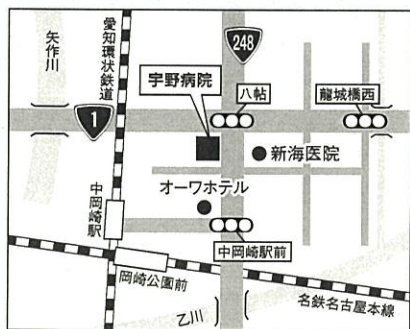 矢作川
愛知環状鉄道
248
宇野病院
八帖
龍城橋西
1
新海医院
オーワホテル
中岡崎駅
中岡崎駅前
岡崎公園前
乙川
名鉄名古屋本線